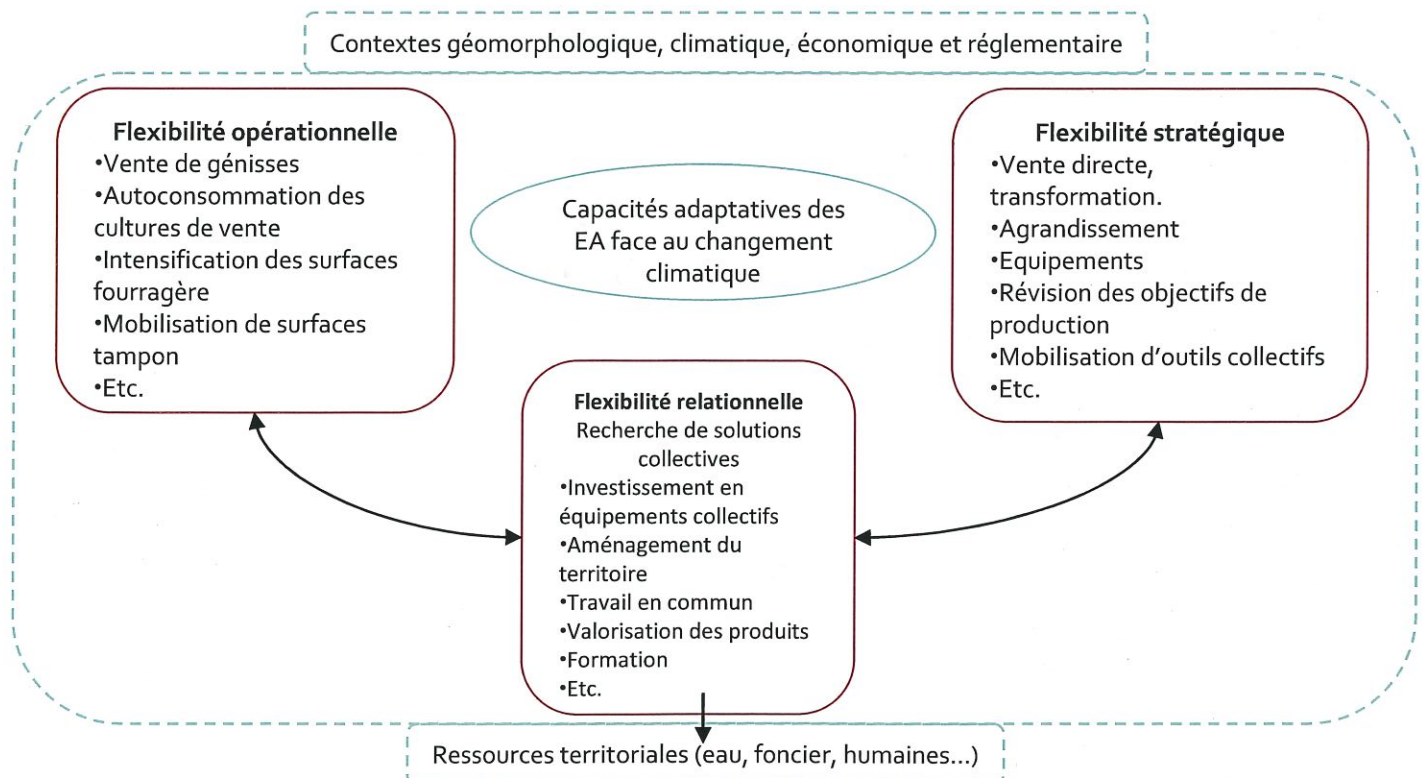 Contextes géomorphologique, climatique, économique et réglementaire
Flexibilité opérationnelle
•Vente de génisses
•Autoconsommation des
cultures de vente
•Intensification des surfaces
fourragère
•Mobilisation de surfaces
tampon
•Etc.
Capacités adaptatives des
EA face au changement
climatique
Flexibilité stratégique
•Vente directe,
transformation.
•Agrandissement
•Equipements
•Révision des objectifs de
production
•Mobilisation d'outils collectifs
•Etc.
Flexibilité relationnelle
Recherche de solutions
collectives
•Investissement en
équipements collectifs
•Aménagement du
territoire
•Travail en commun
•Valorisation des produits
•Formation
•Etc.
Ressources territoriales (eau, foncier, humaines...)